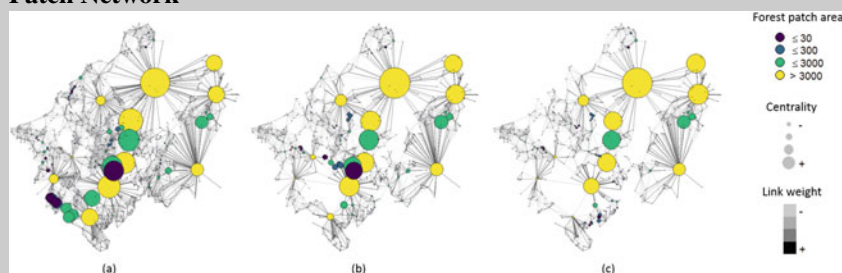 Patch Network
Forest patch area
≤ 30
≤ 300
≤ 3000
> 3000
Centrality
-
+
Link weight
-
+
(a)
(b)
(c)